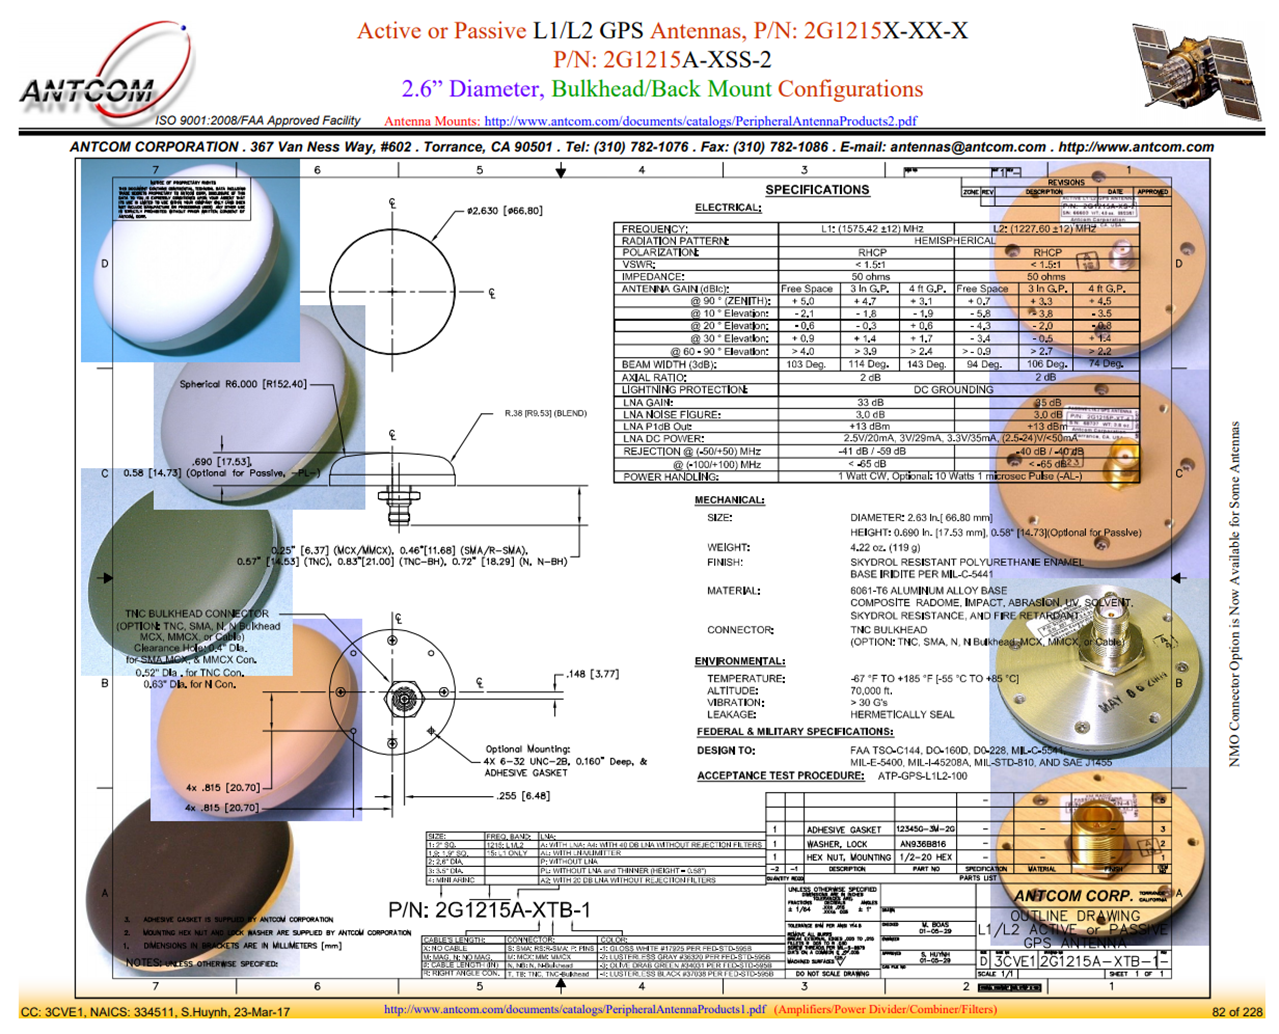 Active or Passive L1/L2 GPS Antennas, P/N: 2G1215X-XX-X
P/N: 2G1215A-XSS-2
2.6” Diameter, Bulkhead/Back Mount Configurations
ANTCOM
ISO 9001:2008/FAA Approved Facility
Antenna Mounts: http://www.antcom.com/documents/catalogs/PeripheralAntennaProducts2.pdf
ANTCOM CORPORATION . 367 Van Ness Way, #602 . Torrance, CA 90501 . Tel: (310) 782-1076 . Fax: (310) 782-1086 . E-mail: antennas@antcom.com . http://www.antcom.com
7 6 5 4 3 1
NOTICE OF PROPRIETARY RIGHTS
REVISIONS
ZONE REV DESCRIPTION DATE APPROVED
SPECIFICATIONS
ELECTRICAL:
FREQUENCY: L1: (1575.42 ±12) MHz L2: (1227.60 ±12) MHz
RADIATION PATTERN: HEMISPHERICAL
POLARIZATION: RHCP RHCP
VSWR: < 1.5:1 < 1.5:1
IMPEDANCE: 50 ohms 50 ohms
ANTENNA GAIN (dBic): Free Space 3 In G.P. 4 ft G.P. Free Space 3 In G.P. 4 ft G.P.
@ 90 ° (ZENITH): + 5.0 + 4.7 + 3.1 + 0.7 + 3.3 + 4.5
@ 10 ° Elevation: - 2.1 - 1.8 - 1.9 - 5.8 - 3.8 - 3.5
@ 20 ° Elevation: - 0.6 - 0.3 + 0.6 - 4.3 - 2.0 - 0.8
@ 30 ° Elevation: + 0.9 + 1.4 + 1.7 - 3.4 - 0.5 + 1.4
@ 60 - 90 ° Elevation: > 4.0 > 3.9 > 2.4 > - 0.9 > 2.7 > 2.2
BEAM WIDTH (3dB): 103 Deg. 114 Deg. 143 Deg. 94 Deg. 106 Deg. 74 Deg.
AXIAL RATIO: 2 dB 2 dB
LIGHTNING PROTECTION: DC GROUNDING
LNA GAIN: 33 dB 35 dB
LNA NOISE FIGURE: 3.0 dB 3.0 dB
LNA P1dB Out: +13 dBm +13 dBm
LNA DC POWER: 2.5V/20mA, 3V/29mA, 3.3V/35mA, (2.5-24)V/<50mA
REJECTION @ (-50/+50) MHz -41 dB / -59 dB -40 dB / -40 dB
@ (-100/+100) MHz < -65 dB < -65 dB
POWER HANDLING: 1 Watt CW, Optional: 10 Watts 1 microsec Pulse (-AL-)
MECHANICAL:
SIZE: DIAMETER: 2.63 In.[ 66.80 mm]
HEIGHT: 0.690 in. [17.53 mm], 0.58" [14.73](Optional for Passive)
WEIGHT: 4.22 oz. (119 g)
FINISH: SKYDROL RESISTANT POLYURETHANE ENAMEL
BASE IRIDITE PER MIL-C-5441
MATERIAL: 6061-T6 ALUMINUM ALLOY BASE
COMPOSITE RADOME, IMPACT, ABRASION, UV, SOLVENT,
SKYDROL RESISTANCE, AND FIRE RETARDANT
CONNECTOR: TNC BULKHEAD
(OPTION: TNC, SMA, N, N Bulkhead, MCX, MMCX, or Cable)
ENVIRONMENTAL:
TEMPERATURE: -67 °F TO +185 °F [-55 °C TO +85 °C]
ALTITUDE: 70,000 ft.
VIBRATION: > 30 G's
LEAKAGE: HERMETICALLY SEAL
FEDERAL & MILITARY SPECIFICATIONS:
DESIGN TO: FAA TSO-C144, DO-160D, DO-228, MIL-C-5541,
MIL-E-5400, MIL-I-45208A, MIL-STD-810, AND SAE J1455
ACCEPTANCE TEST PROCEDURE: ATP-GPS-L1L2-100
ø2.630 [ø66.80]
Spherical R6.000 [R152.40]
R.38 [R9.53] (BLEND)
.690 [17.53],
0.58 [14.73] (Optional for Passive, -PL-)
0.25" [6.37] (MCX/MMCX), 0.46"[11.68] (SMA/R-SMA),
0.57" [14.53] (TNC), 0.83"[21.00] (TNC-BH), 0.72" [18.29] (N, N-BH)
TNC BULKHEAD CONNECTOR
(OPTION: TNC, SMA, N, N Bulkhead
MCX, MMCX, or Cable)
Clearance Hole: 0.4" Dia.
for SMA,MCX, & MMCX Con.
0.52" Dia. for TNC Con.
0.63" Dia. for N Con.
.148 [3.77]
Optional Mounting:
4X 6-32 UNC-2B, 0.160" Deep, &
ADHESIVE GASKET
4x .815 [20.70]
4x .815 [20.70]
.255 [6.48]
MAY 06 2004
NMO Connector Option is Now Available for Some Antennas
1 ADHESIVE GASKET 12345G-3M-2G - - 3
1 WASHER, LOCK AN936B816 - - 2
1 HEX NUT, MOUNTING 1/2-20 HEX - - 1
-2 -1 DESCRIPTION PART NO SPECIFICATION MATERIAL FINISH
PARTS LIST
SIZE: FREQ. BAND: LNA:
1: 2" SQ. 1215: L1/L2 A: WITH LNA: A4: WITH 40 DB LNA WITHOUT REJECTION FILTERS
15: L1 ONLY AL: WITH LNA/LIMITTER
2: 2.6" DIA. P: WITHOUT LNA
3: 3.5" DIA. PL: WITHOUT LNA and THINNER (HEIGHT = 0.58")
4: MINI ARINC A2: WITH 20 DB LNA WITHOUT REJECTION FILTERS
P/N: 2G1215A-XTB-1
CABLE'S LENGTH: CONNECTOR: COLOR:
X: NO CABLE S: SMA; RS:R-SMA; P: PINS -1: GLOSS WHITE #17925 PER FED-STD-595B
M: MAG, N: NO MAG. M: MCX; MM: MMCX -2: LUSTERLESS GRAY #36320 PER FED-STD-595B
#: CABLE LENGTH (IN) N, NB: N, N-Bulkhead -3: OLIVE DRAB GREEN #34031 PER FED-STD-595B
R: RIGHT ANGLE CON. T, TB: TNC, TNC-Bulkhead -4: LUSTERLESS BLACK #37038 PER FED-STD-595B
3. ADHESIVE GASKET IS SUPPLIED BY ANTCOM CORPORATION
2. MOUNTING HEX NUT AND LOCK WASHER ARE SUPPLIED BY ANTCOM CORPORATION
1. DIMENSIONS IN BRACKETS ARE IN MILLIMETERS [mm]
NOTES: UNLESS OTHERWISE SPECIFIED:
UNLESS OTHERWISE SPECIFIED
DO NOT SCALE DRAWING
M. BOAS
01-05-29
S. HUYNH
01-05-29
ANTCOM CORP.
OUTLINE DRAWING
L1/L2 ACTIVE or PASSIVE
GPS ANTENNA
D 3CVE1 2G1215A-XTB-1
SCALE 1/1 SHEET 1 OF 1
7 6 5 4 3 2 1
CC: 3CVE1, NAICS: 334511, S.Huynh, 23-Mar-17
http://www.antcom.com/documents/catalogs/PeripheralAntennaProducts1.pdf (Amplifiers/Power Divider/Combiner/Filters)
82 of 228